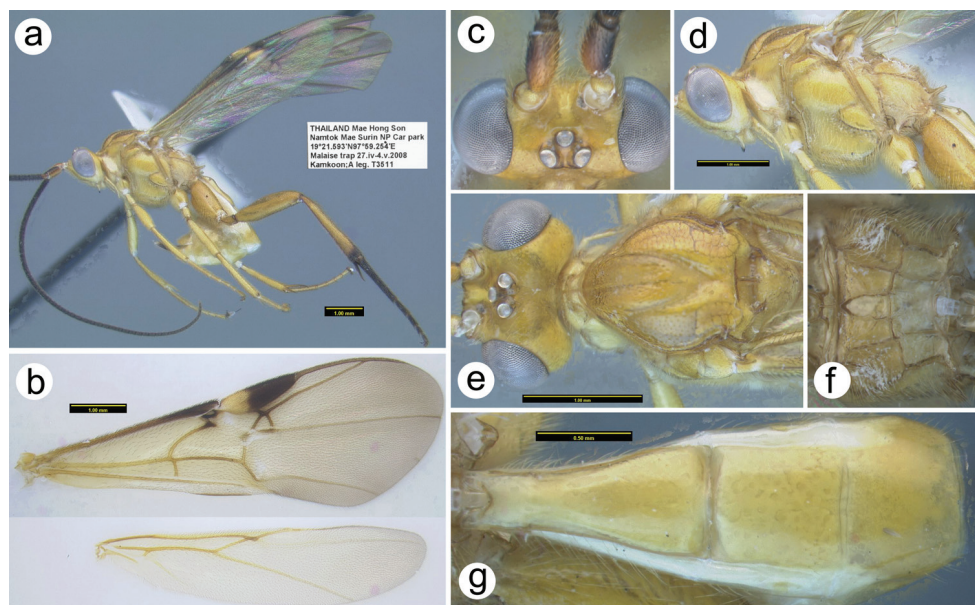 a
THAILAND Mae Hong Son
Namtok Mae Surin NP Car park
19°21.593'N97°59.254'E
Malaise trap 27.iv-4.v.2008
Kamkoon;A leg. T3511
1.00 mm
b
1.00 mm
c
d
1.00 mm
e
1.00 mm
f
g
0.50 mm